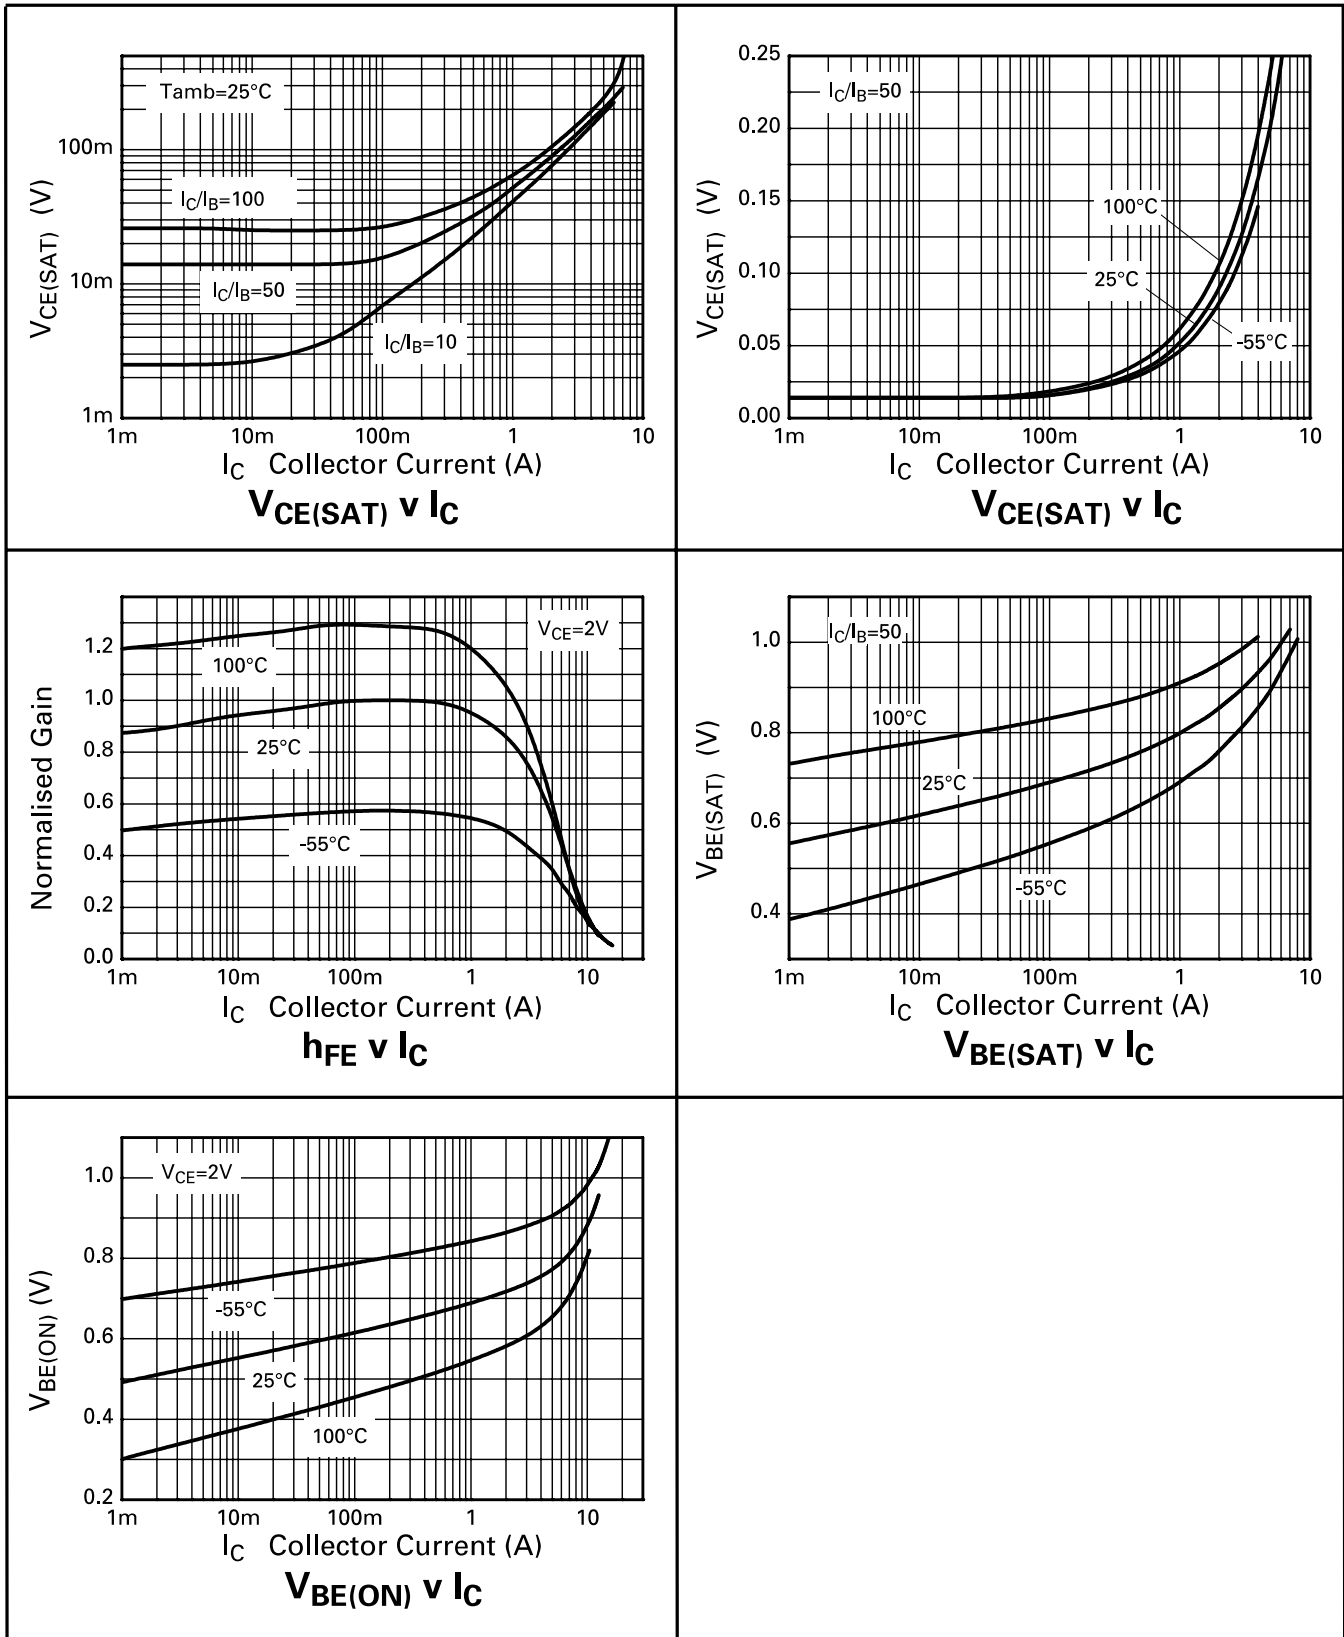 Tamb=25°C
100m
IC/IB=100
10m
IC/IB=50
IC/IB=10
1m
1m 10m 100m 1 10
VCE(SAT) (V)
IC Collector Current (A)
VCE(SAT) v IC
0.25
IC/IB=50
0.20
0.15
100°C
0.10
25°C
0.05
-55°C
0.00
1m 10m 100m 1 10
VCE(SAT) (V)
IC Collector Current (A)
VCE(SAT) v IC
VCE=2V
1.2
100°C
1.0
25°C
0.8
0.6
-55°C
0.4
0.2
0.0
1m 10m 100m 1 10
Normalised Gain
IC Collector Current (A)
hFE v IC
IC/IB=50
1.0
100°C
0.8
25°C
0.6
-55°C
0.4
1m 10m 100m 1 10
VBE(SAT) (V)
IC Collector Current (A)
VBE(SAT) v IC
VCE=2V
1.0
0.8
-55°C
0.6
25°C
0.4
100°C
0.2
1m 10m 100m 1 10
VBE(ON) (V)
IC Collector Current (A)
VBE(ON) v IC